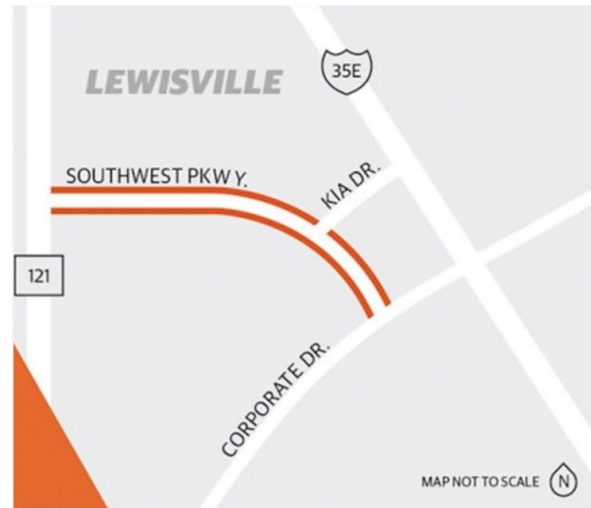 LEWISVILLE
35E
SOUTHWEST PKWY.
KIA DR.
121
CORPORATE DR.
MAP NOT TO SCALE N